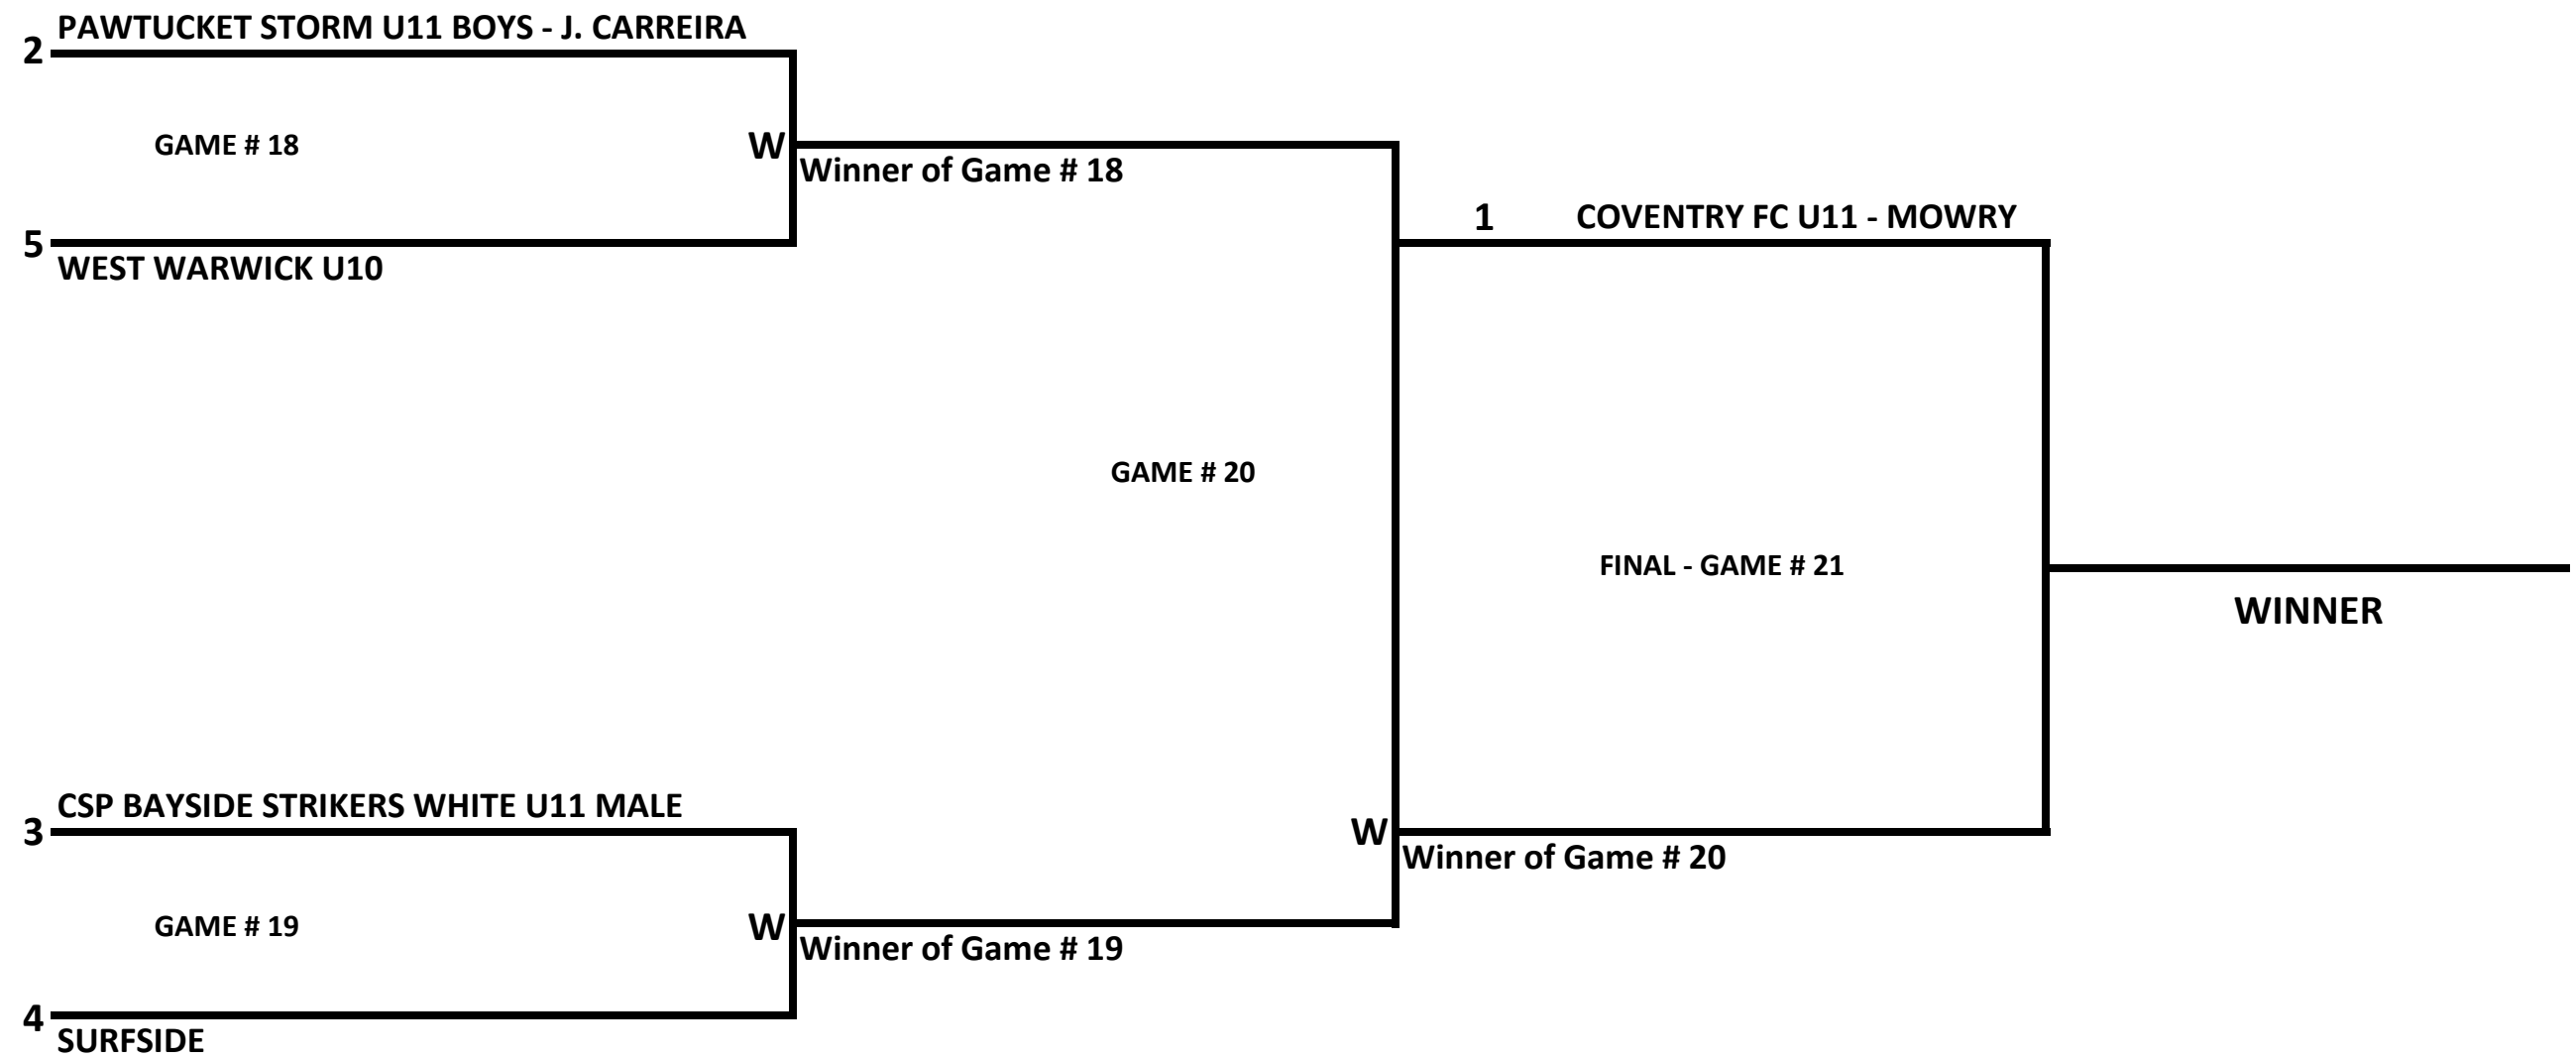 PAWTUCKET STORM U11 BOYS - J. CARREIRA
2
GAME # 18
W
Winner of Game # 18
1 COVENTRY FC U11 - MOWRY
5
WEST WARWICK U10
GAME # 20
FINAL - GAME # 21
WINNER
CSP BAYSIDE STRIKERS WHITE U11 MALE
3
W
Winner of Game # 20
GAME # 19
W
Winner of Game # 19
4
SURFSIDE